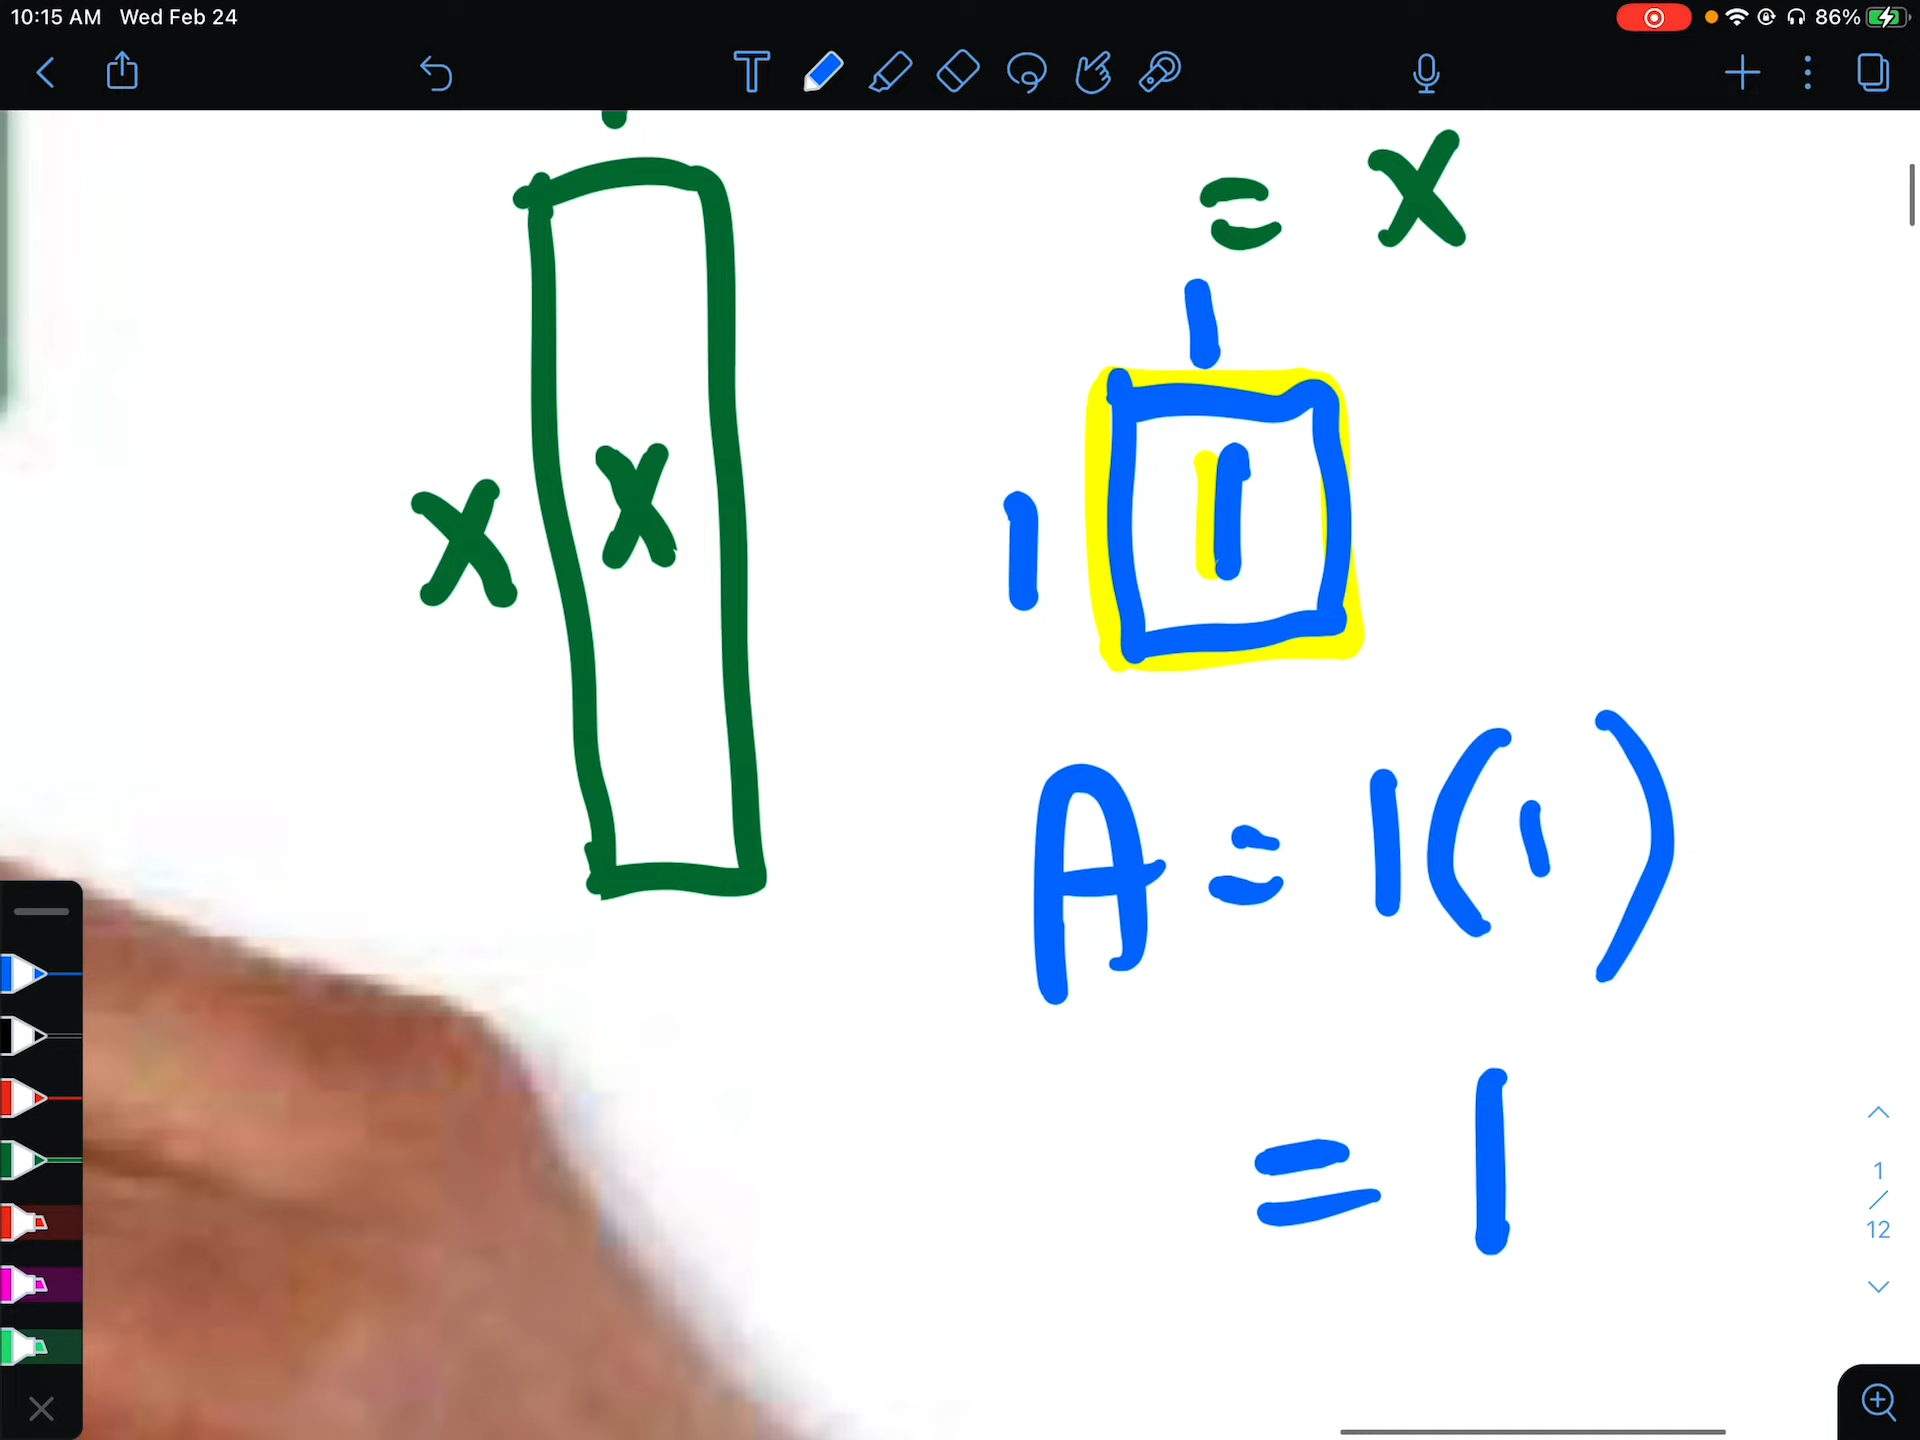 10:15 AM Wed Feb 24
86%
T
= x
1
x x
1 1
A = 1(1)
= 1
1
/
12